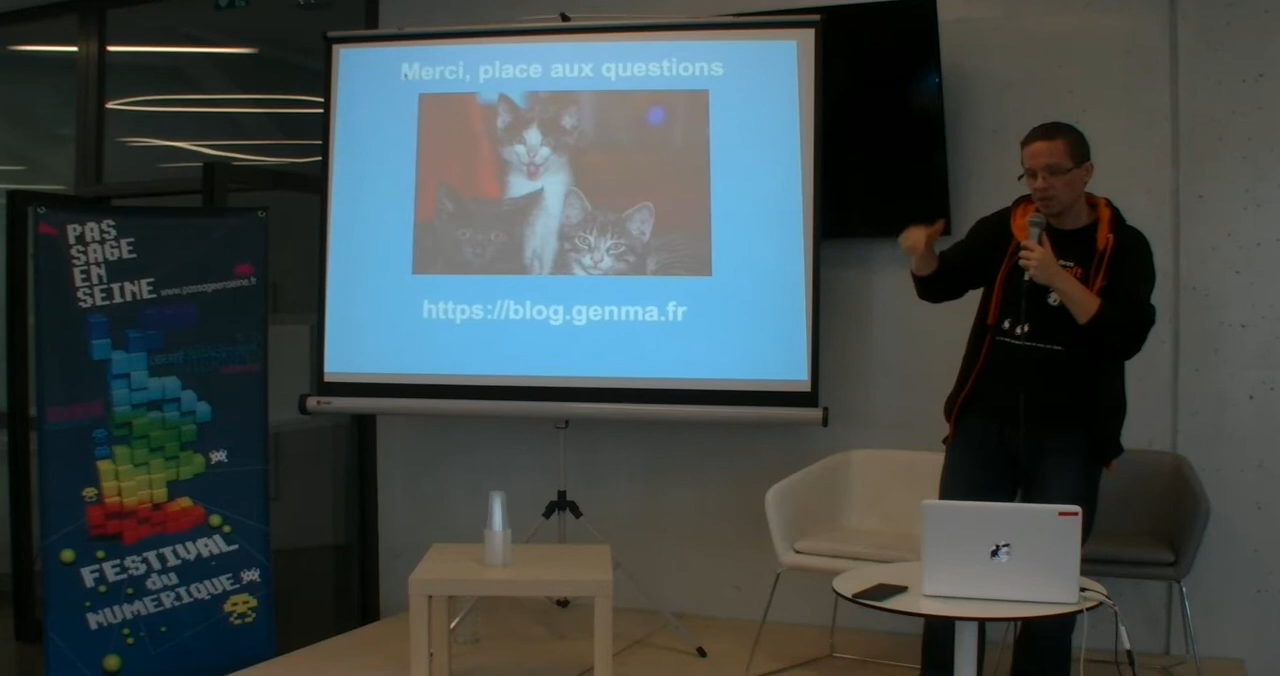 Merci, place aux questions
https://blog.genma.fr
PAS
SAGE
EN
SEINE
www.passageenseine.fr
FESTIVAL
du
NUMERIQUE